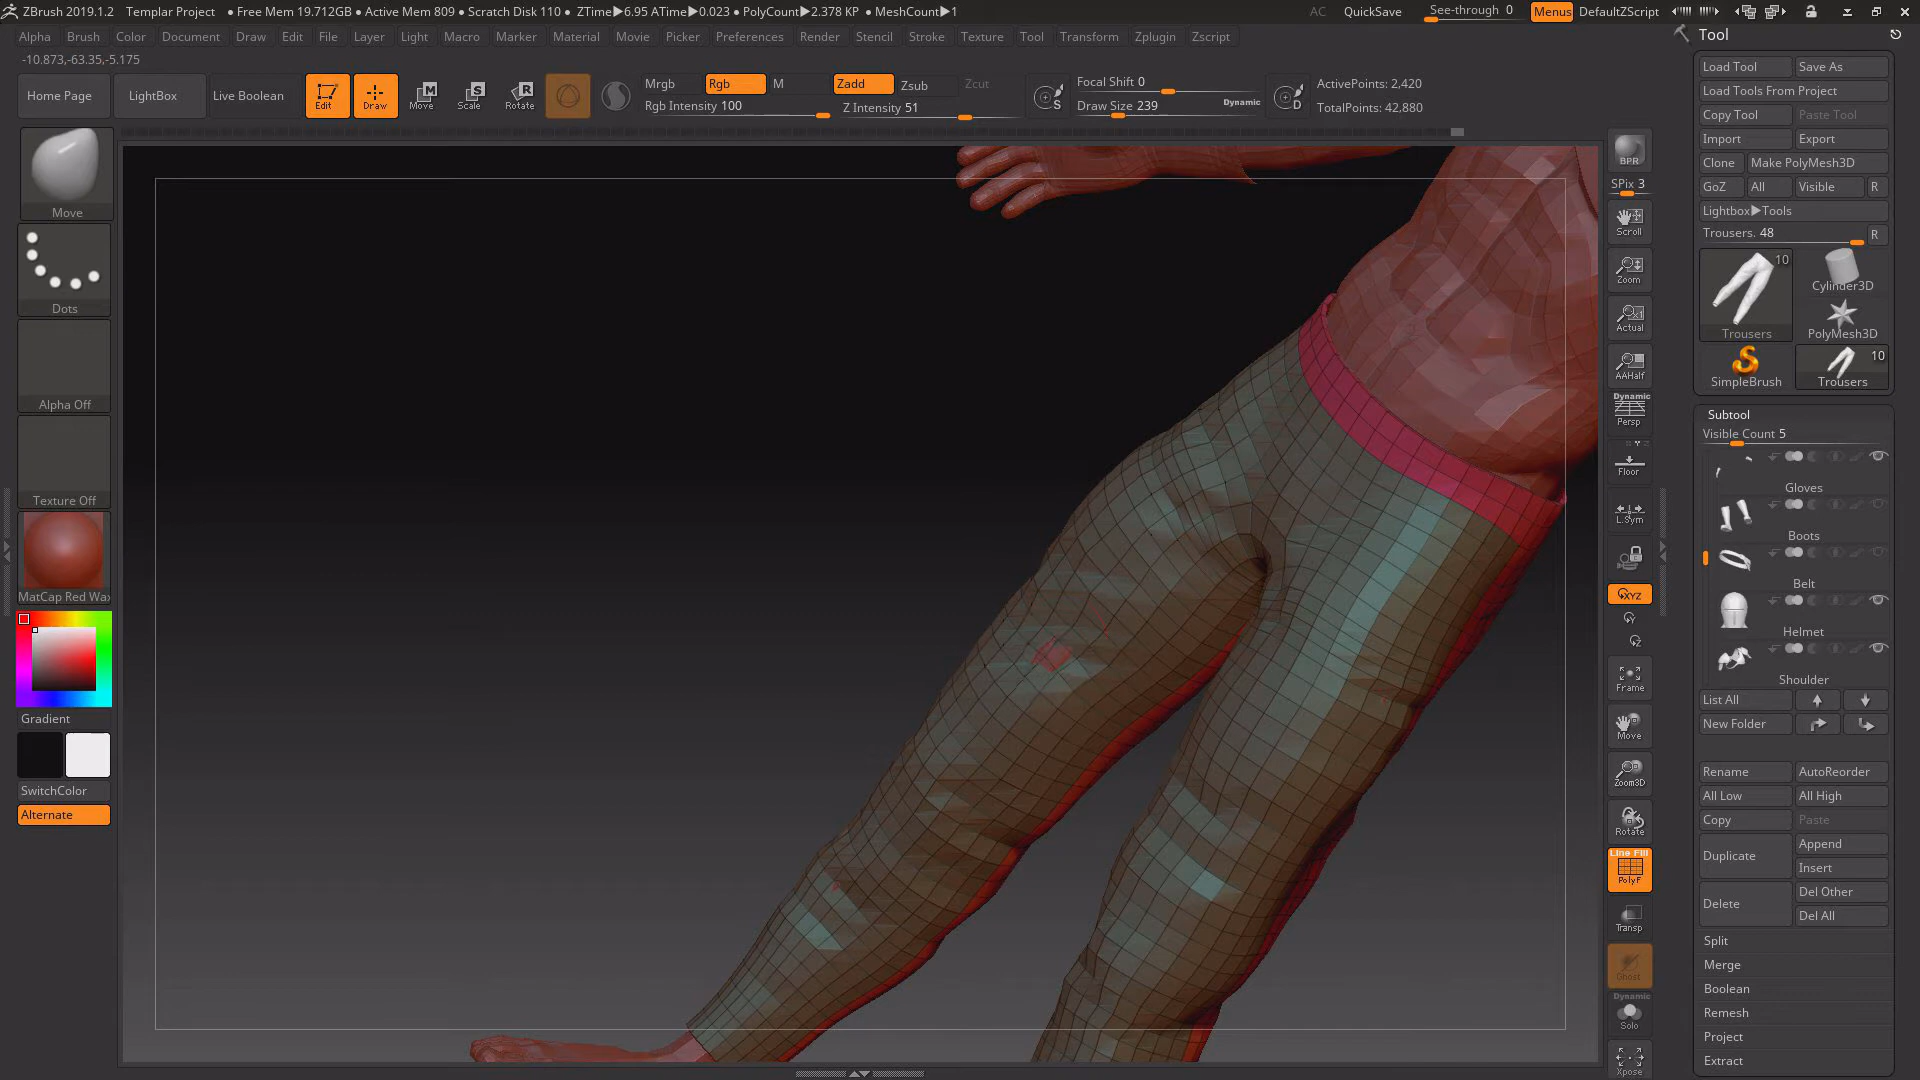 ZBrush 2019.1.2 Templar Project • Free Mem 19.712GB • Active Mem 809 • Scratch Disk 110 • ZTime▶6.95 ATime▶0.023 • PolyCount▶2.378 KP • MeshCount▶1 AC QuickSave See-through 0 Menus DefaultZScript
Alpha Brush Color Document Draw Edit File Layer Light Macro Marker Material Movie Picker Preferences Render Stencil Stroke Texture Tool Transform Zplugin Zscript
-10.873,-63.35,-5.175
Home Page LightBox Live Boolean Edit Draw Move Scale Rotate
Mrgb Rgb M Zadd Zsub Zcut
Rgb Intensity 100 Z Intensity 51
Focal Shift 0
Draw Size 239 Dynamic
ActivePoints: 2,420
TotalPoints: 42,880
Move
Dots
Alpha Off
Texture Off
MatCap Red Wax
Gradient
SwitchColor
Alternate
BPR
SPix 3
Scroll
Zoom
Actual
AAHalf
Dynamic
Persp
Floor
L.Sym
XYZ
Y
Z
Frame
Move
Zoom3D
Rotate
Line Fill
PolyF
Transp
Ghost
Dynamic
Solo
Xpose
Tool
Load Tool Save As
Load Tools From Project
Copy Tool Paste Tool
Import Export
Clone Make PolyMesh3D
GoZ All Visible R
Lightbox▶Tools
Trousers. 48 R
10
Trousers
Cylinder3D
PolyMesh3D
SimpleBrush
10
Trousers
Subtool
Visible Count 5
Gloves
Boots
Belt
Helmet
Shoulder
List All
New Folder
Rename AutoReorder
All Low All High
Copy Paste
Duplicate Append
Insert
Delete Del Other
Del All
Split
Merge
Boolean
Remesh
Project
Extract